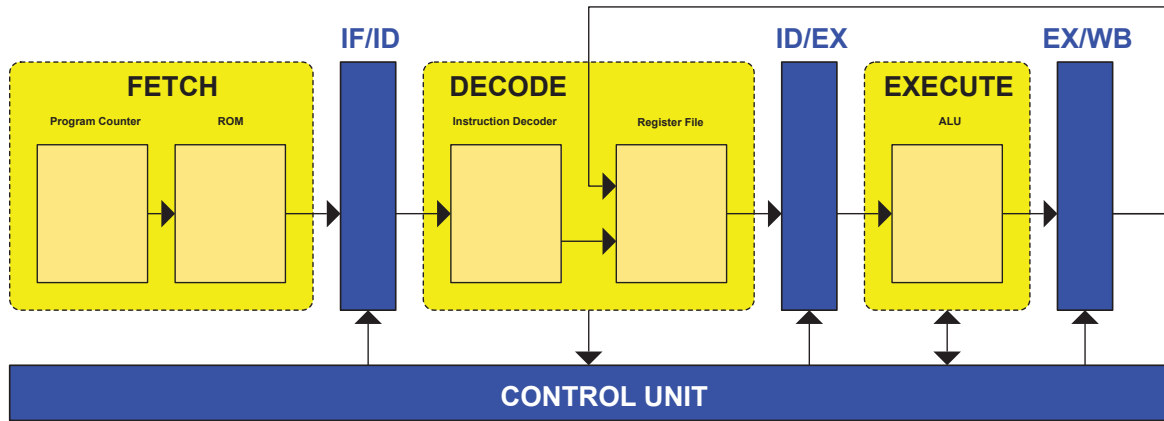 IF/ID
ID/EX
EX/WB
FETCH
DECODE
EXECUTE
Program Counter
ROM
Instruction Decoder
Register File
ALU
CONTROL UNIT